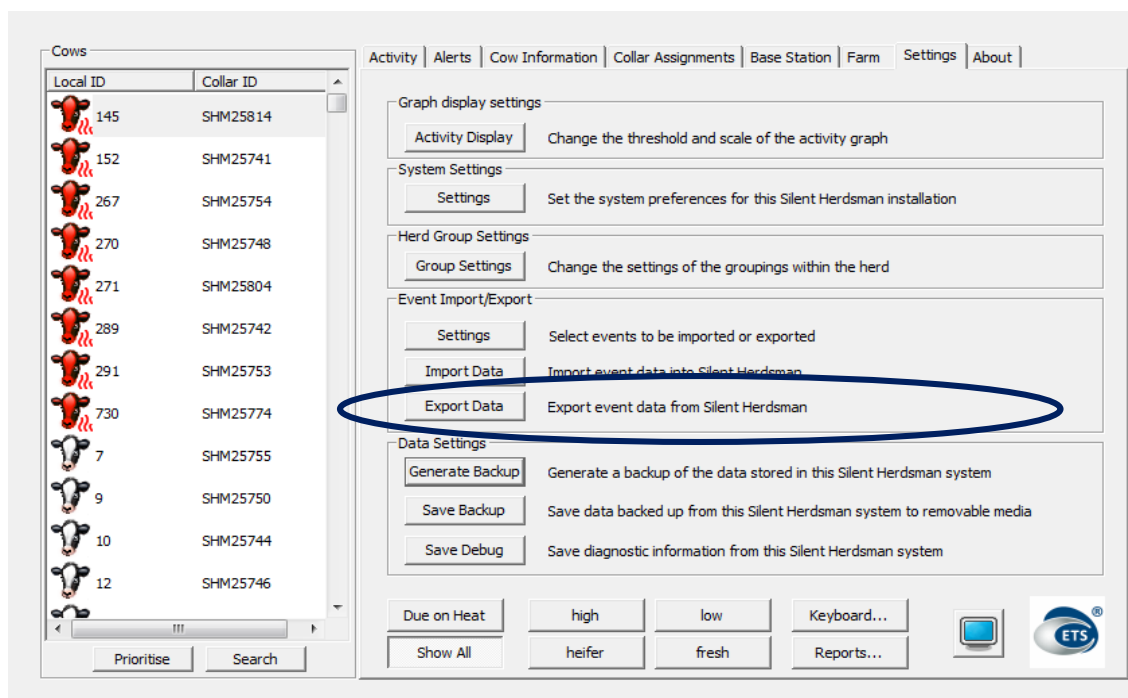 Cows
Local ID Collar ID
145 SHM25814
152 SHM25741
267 SHM25754
270 SHM25748
271 SHM25804
289 SHM25742
291 SHM25753
730 SHM25774
7 SHM25755
9 SHM25750
10 SHM25744
12 SHM25746
Prioritise Search
Activity Alerts Cow Information Collar Assignments Base Station Farm Settings About
Graph display settings
Activity Display Change the threshold and scale of the activity graph
System Settings
Settings Set the system preferences for this Silent Herdsman installation
Herd Group Settings
Group Settings Change the settings of the groupings within the herd
Event Import/Export
Settings Select events to be imported or exported
Import Data Import event data into Silent Herdsman
Export Data Export event data from Silent Herdsman
Data Settings
Generate Backup Generate a backup of the data stored in this Silent Herdsman system
Save Backup Save data backed up from this Silent Herdsman system to removable media
Save Debug Save diagnostic information from this Silent Herdsman system
Due on Heat high low Keyboard...
Show All heifer fresh Reports...
ETS ®